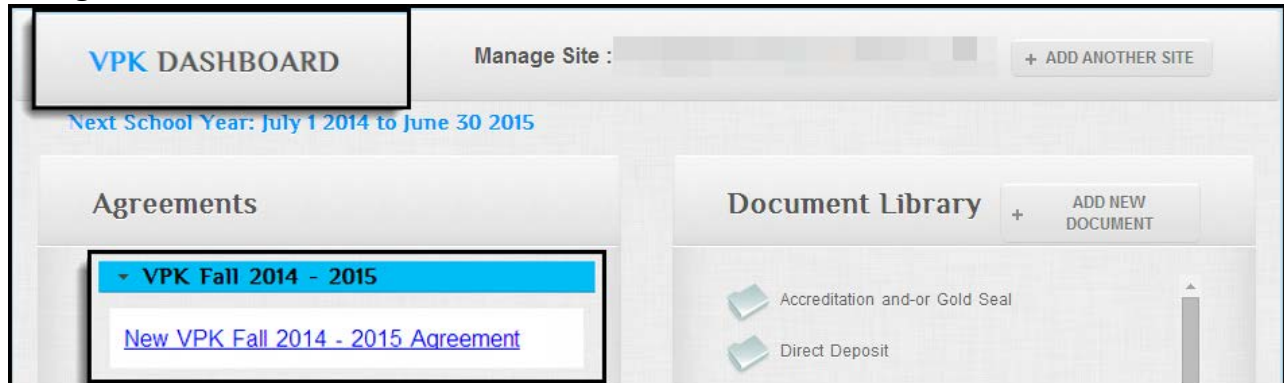 VPK DASHBOARD
Manage Site :
+ ADD ANOTHER SITE
Next School Year: July 1 2014 to June 30 2015
Agreements
VPK Fall 2014 - 2015
New VPK Fall 2014 - 2015 Agreement
Document Library
+ ADD NEW
DOCUMENT
Accreditation and-or Gold Seal
Direct Deposit